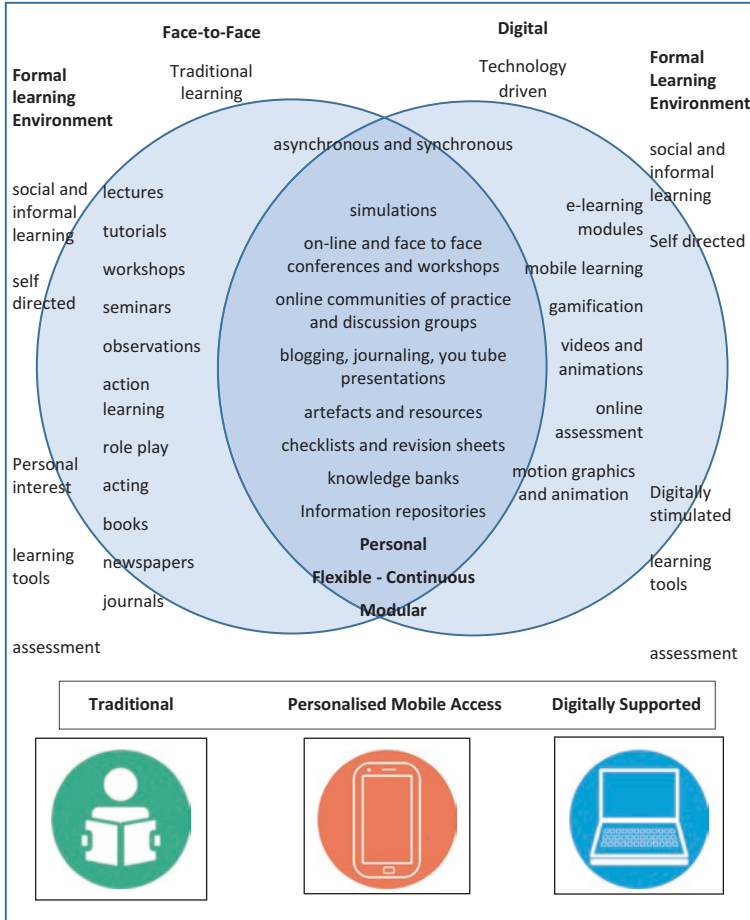 Face-to-Face
Digital
Traditional
learning
Technology
driven
Formal
learning
Environment
social and
informal
learning
self
directed
Personal
interest
learning
tools
assessment
lectures
tutorials
workshops
seminars
observations
action
learning
role play
acting
books
newspapers
journals
asynchronous and synchronous
simulations
on-line and face to face
conferences and workshops
online communities of practice
and discussion groups
blogging, journaling, you tube
presentations
artefacts and resources
checklists and revision sheets
knowledge banks
Information repositories
Personal
Flexible - Continuous
Modular
e-learning
modules
mobile learning
gamification
videos and
animations
online
assessment
motion graphics
and animation
Formal
Learning
Environment
social and
informal
learning
Self directed
Digitally
stimulated
learning
tools
assessment
Traditional
Personalised Mobile Access
Digitally Supported